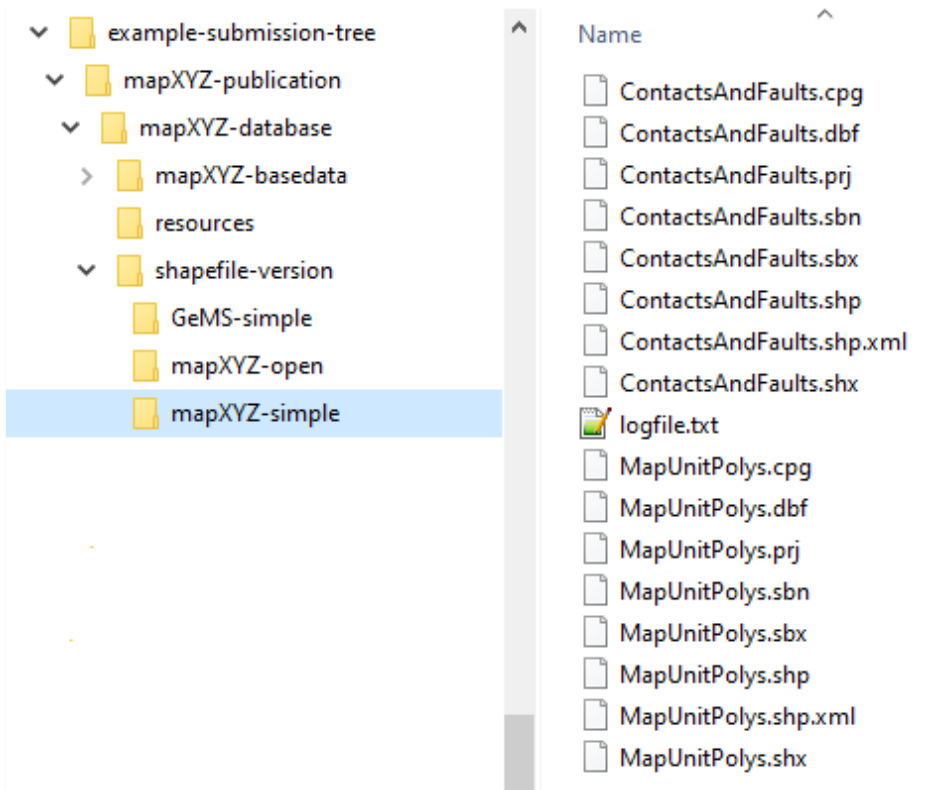 example-submission-tree
mapXYZ-publication
mapXYZ-database
mapXYZ-basedata
resources
shapefile-version
GeMS-simple
mapXYZ-open
mapXYZ-simple
Name
ContactsAndFaults.cpg
ContactsAndFaults.dbf
ContactsAndFaults.prj
ContactsAndFaults.sbn
ContactsAndFaults.sbx
ContactsAndFaults.shp
ContactsAndFaults.shp.xml
ContactsAndFaults.shx
logfile.txt
MapUnitPolys.cpg
MapUnitPolys.dbf
MapUnitPolys.prj
MapUnitPolys.sbn
MapUnitPolys.sbx
MapUnitPolys.shp
MapUnitPolys.shp.xml
MapUnitPolys.shx